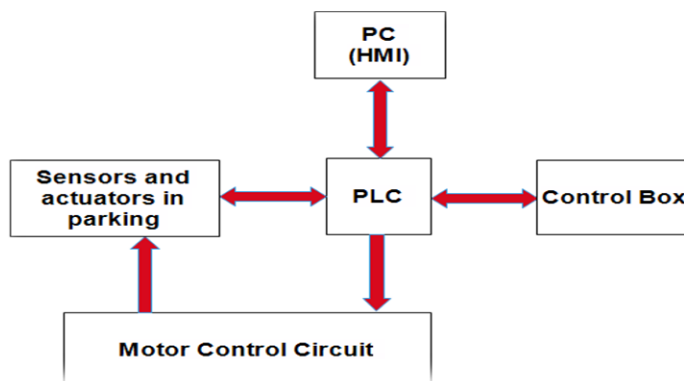 PC
(HMI)
Sensors and
actuators in
parking
PLC
Control Box
Motor Control Circuit